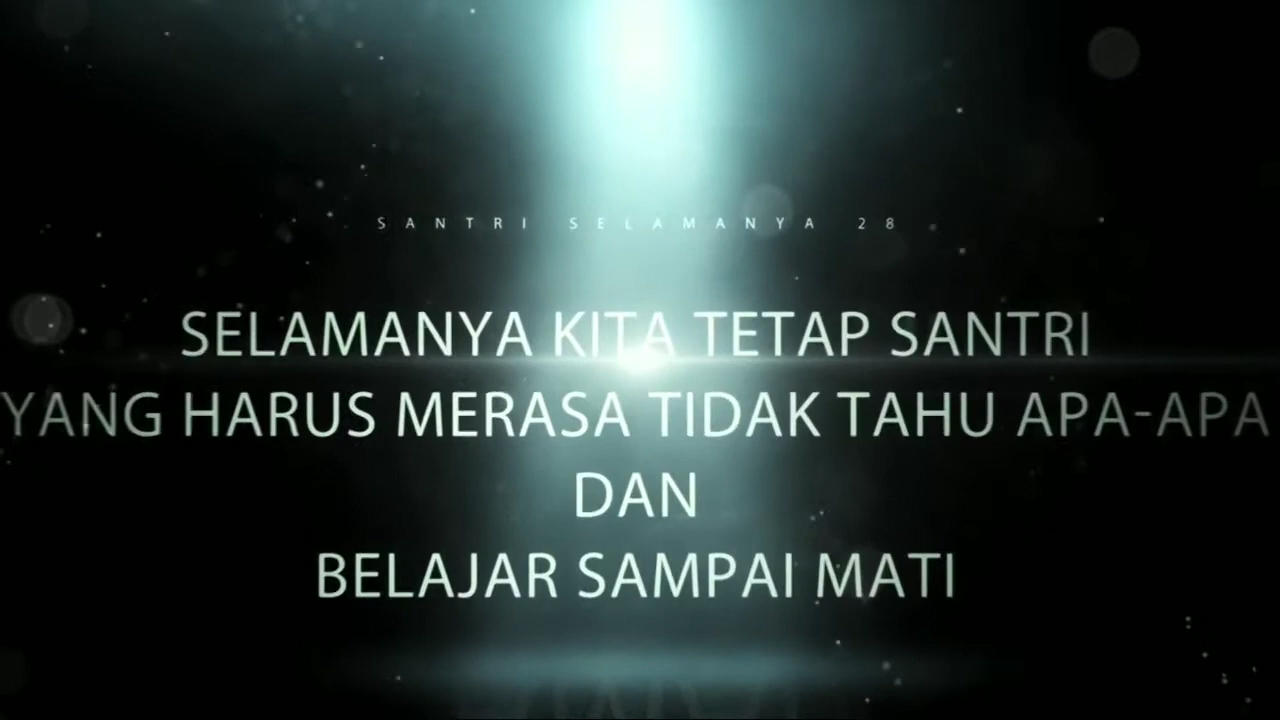 SANTRI SELAMANYA 28
SELAMANYA KITA TETAP SANTRI
YANG HARUS MERASA TIDAK TAHU APA-APA
DAN
BELAJAR SAMPAI MATI